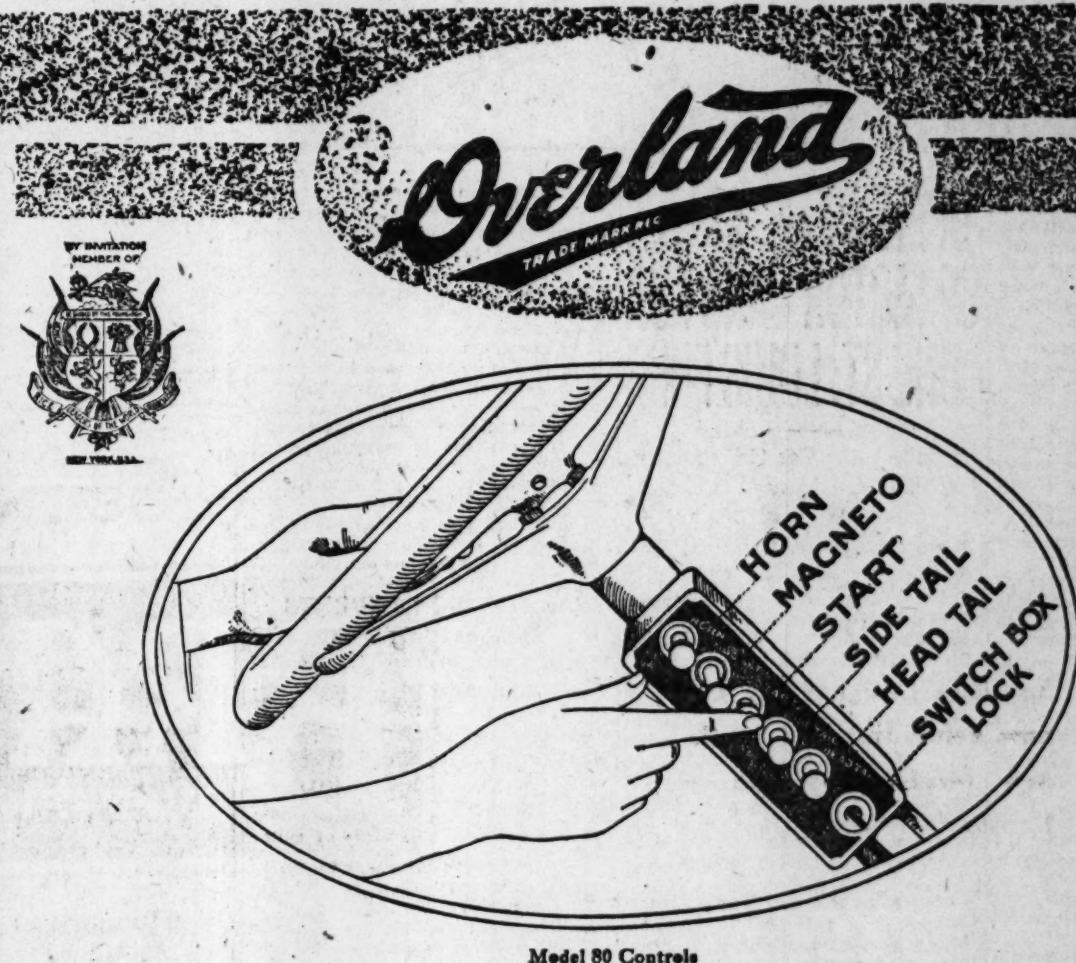 Overland
TRADE MARK REG
BY INVITATION
MEMBER OF
NEW YORK, U.S.A.
HORN
MAGNETO
START
SIDE TAIL
HEAD TAIL
SWITCH BOX
LOCK
HORN
Model 80 Controls